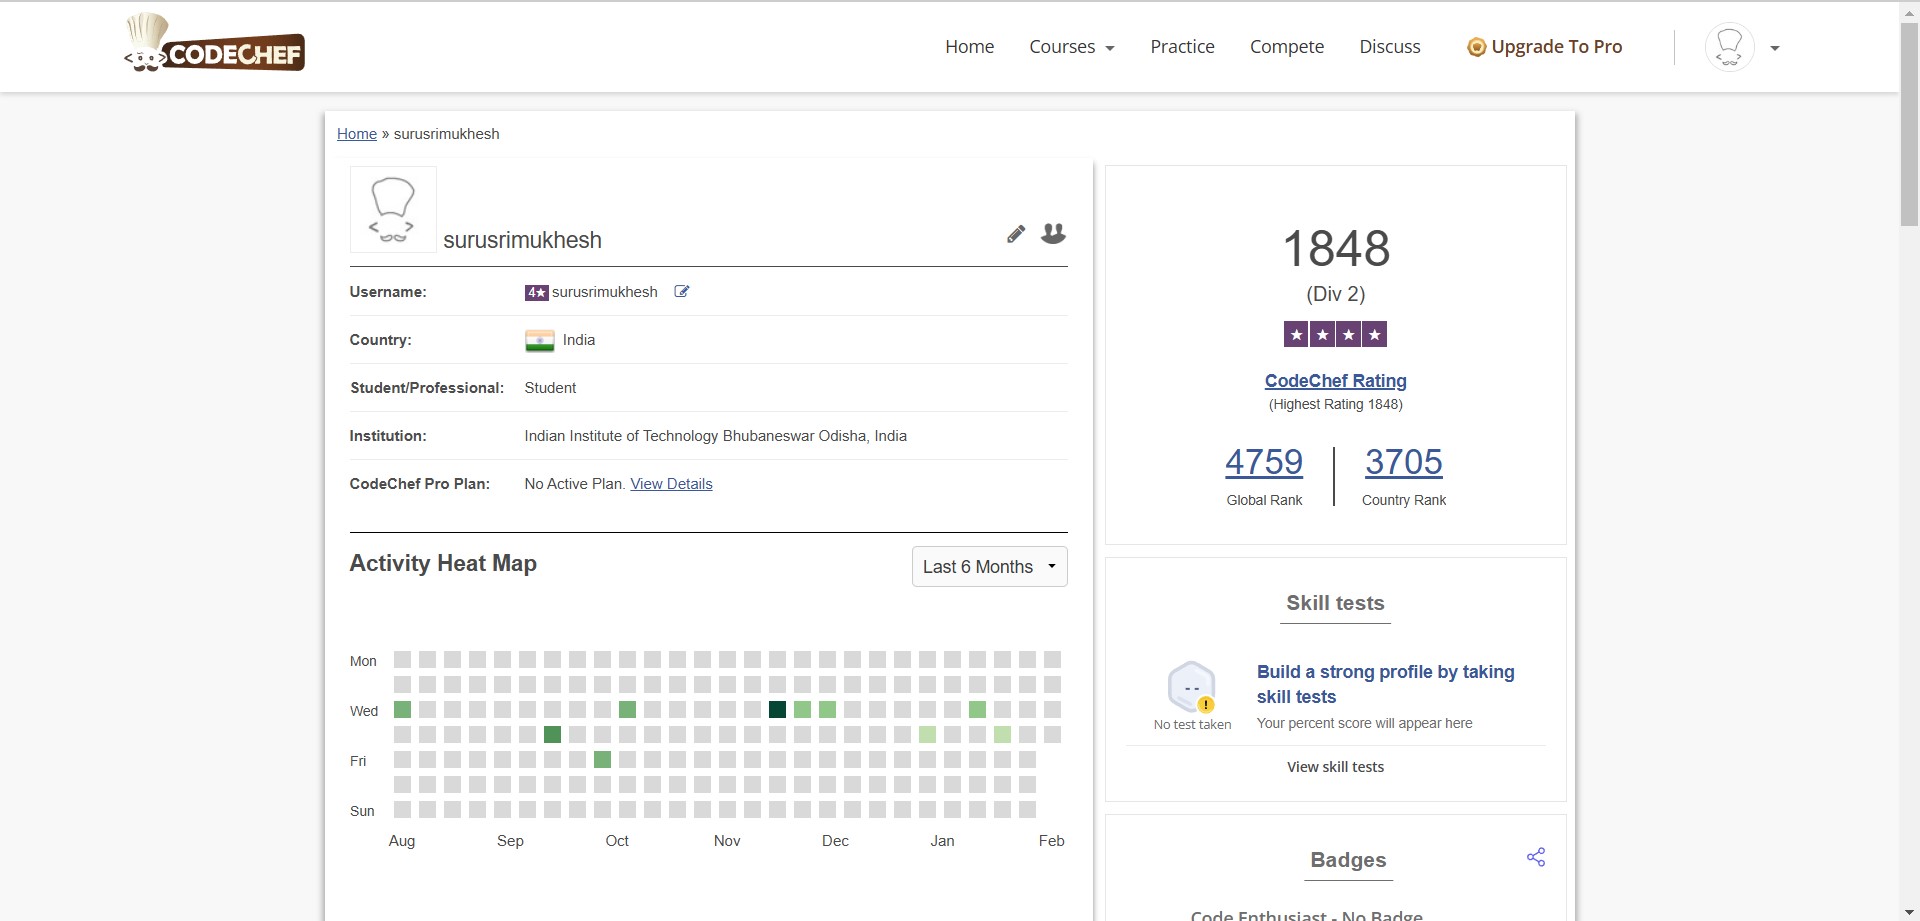 CODECHEF
Home
Courses
Practice
Compete
Discuss
Upgrade To Pro
Home » surusrimukhesh
surusrimukhesh
Username: 4★ surusrimukhesh
Country: India
Student/Professional: Student
Institution: Indian Institute of Technology Bhubaneswar Odisha, India
CodeChef Pro Plan: No Active Plan. View Details
Activity Heat Map
Last 6 Months
Mon
Wed
Fri
Sun
Aug Sep Oct Nov Dec Jan Feb
1848
(Div 2)
★★★★
CodeChef Rating
(Highest Rating 1848)
4759
Global Rank
3705
Country Rank
Skill tests
No test taken
Build a strong profile by taking
skill tests
Your percent score will appear here
View skill tests
Badges
Code Enthusiast - No Badge